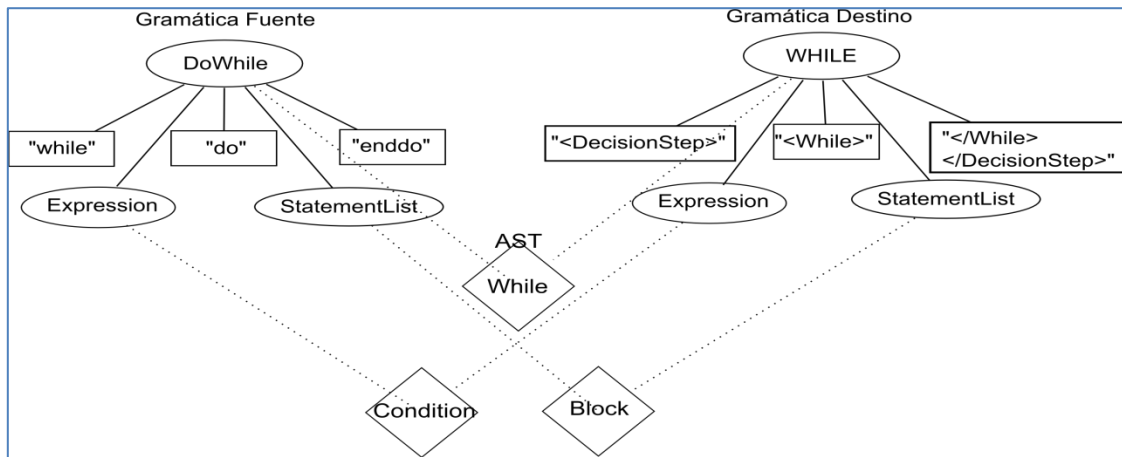 Gramática Fuente
Gramática Destino
DoWhile
WHILE
"while"
"do"
"enddo"
"<DecisionStep>"
"<While>"
"</While>
</DecisionStep>"
Expression
StatementList
Expression
StatementList
AST
While
Condition
Block